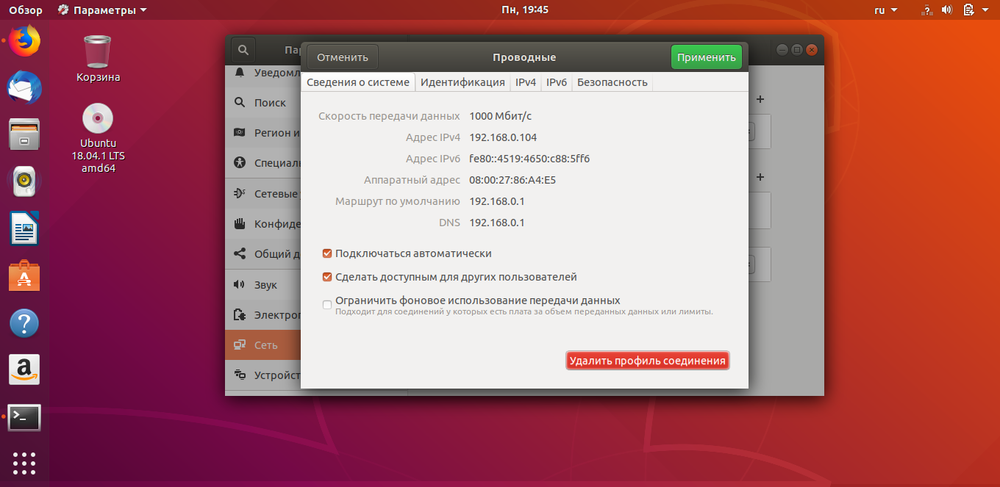 Обзор
Параметры
Пн, 19:45
ru
Корзина
Ubuntu
18.04.1 LTS
amd64
Отменить
Проводные
Применить
Сведения о системе
Идентификация
IPv4
IPv6
Безопасность
Скорость передачи данных 1000 Мбит/с
Адрес IPv4 192.168.0.104
Адрес IPv6 fe80::4519:4650:c88:5ff6
Аппаратный адрес 08:00:27:86:A4:E5
Маршрут по умолчанию 192.168.0.1
DNS 192.168.0.1
Подключаться автоматически
Сделать доступным для других пользователей
Ограничить фоновое использование передачи данных
Подходит для соединений у которых есть плата за объем переданных данных или лимиты.
Удалить профиль соединения
Пар
Уведомл
Поиск
Регион и
Специаль
Сетевые
Конфиде
Общий д
Звук
Электрог
Сеть
Устройст